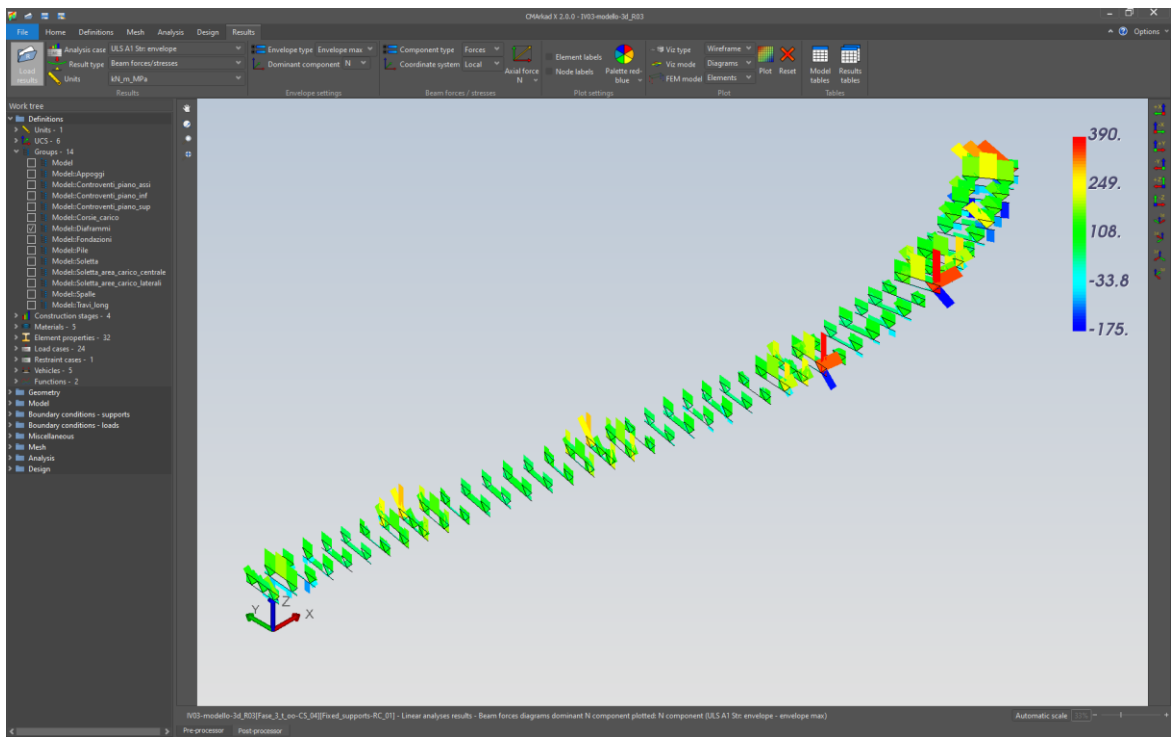 CMArkad X 2.0.0 - IV03-modello-3d_R03
File Home Definitions Mesh Analysis Design Results
Options
Load results
Analysis case ULS A1 Str: envelope
Result type Beam forces/stresses
Units kN_m_MPa
Results
Envelope type Envelope max
Dominant component N
Envelope settings
Component type Forces
Coordinate system Local
Axial force N
Beam forces / stresses
Element labels
Node labels
Palette red-blue
Plot settings
Viz type Wireframe
Viz mode Diagrams
FEM model Elements
Plot Reset
Plot
Model tables
Results tables
Tables
Work tree
Definitions
Units - 1
UCS - 6
Groups - 14
Model
Model::Appoggi
Model::Controventi_piano_assi
Model::Controventi_piano_inf
Model::Controventi_piano_sup
Model::Corsie_carico
Model::Diaframmi
Model::Fondazioni
Model::Pile
Model::Soletta
Model::Soletta_area_carico_centrale
Model::Soletta_area_carico_laterali
Model::Spalle
Model::Travi_long
Construction stages - 4
Materials - 5
Element properties - 32
Load cases - 24
Restraint cases - 1
Vehicles - 5
Functions - 2
Geometry
Model
Boundary conditions - supports
Boundary conditions - loads
Miscellaneous
Mesh
Analysis
Design
390.
249.
108.
-33.8
-175.
Y Z X
IV03-modello-3d_R03[Fase_3_t_oo-CS_04][Fixed_supports-RC_01] - Linear analyses results - Beam forces diagrams dominant N component plotted: N component (ULS A1 Str: envelope - envelope max)
Automatic scale
Pre-processor Post-processor